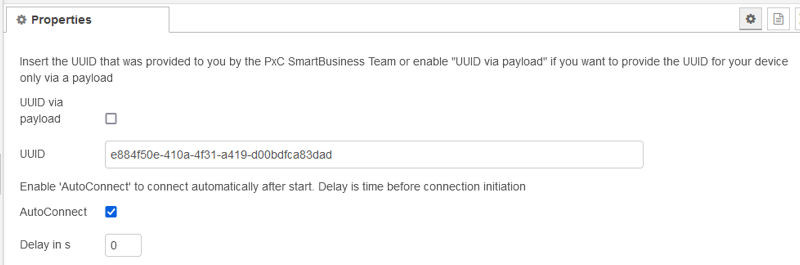 Properties
Insert the UUID that was provided to you by the PxC SmartBusiness Team or enable "UUID via payload" if you want to provide the UUID for your device
only via a payload
UUID via
payload
UUID
e884f50e-410a-4f31-a419-d00bdfca83dad
Enable 'AutoConnect' to connect automatically after start. Delay is time before connection initiation
AutoConnect
Delay in s
0